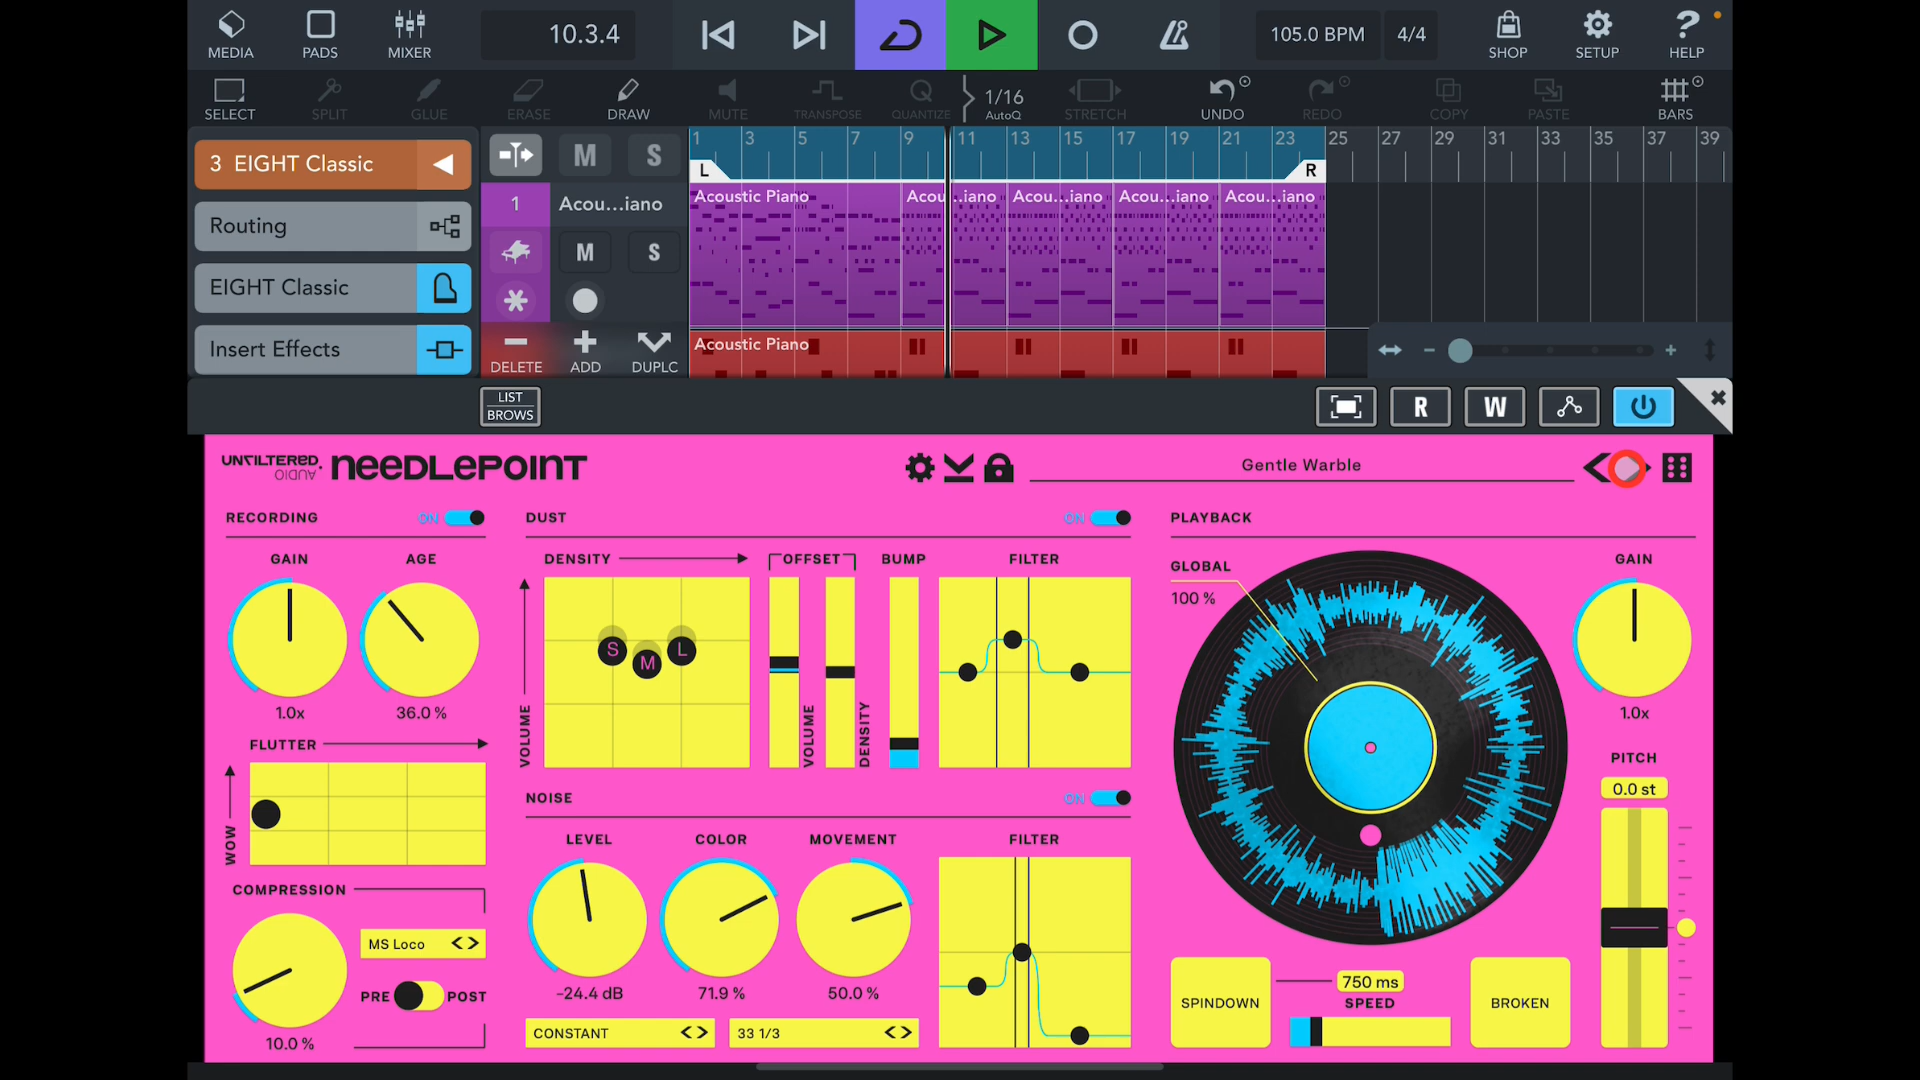 MEDIA
PADS
MIXER
10.3.4
105.0 BPM
4/4
SHOP
SETUP
? HELP
SELECT
SPLIT
GLUE
ERASE
DRAW
MUTE
TRANSPOSE
QUANTIZE
1/16
AutoQ
STRETCH
UNDO
REDO
COPY
PASTE
BARS
3 EIGHT Classic
Routing
EIGHT Classic
Insert Effects
M S
1 Acou...iano
M S
DELETE
ADD
DUPLC
1 3 5 7 9 11 13 15 17 19 21 23 25 27 29 31 33 35 37 39
L R
Acoustic Piano Acou ..iano Acou...iano Acou...iano Acou...iano
Acoustic Piano
LIST
BROWS
R W
UNFILTERED
AUDIO
NEEDLEPOINT
Gentle Warble
RECORDING ON
GAIN AGE
1.0x 36.0 %
FLUTTER
WOW
COMPRESSION
MS Loco < >
PRE POST
10.0 %
DUST ON
DENSITY
VOLUME
S M L
OFFSET
VOLUME
DENSITY
BUMP
FILTER
NOISE ON
LEVEL COLOR MOVEMENT FILTER
-24.4 dB 71.9 % 50.0 %
CONSTANT < > 33 1/3 < >
PLAYBACK
GLOBAL
100 %
GAIN
1.0x
PITCH
0.0 st
SPINDOWN
750 ms
SPEED
BROKEN